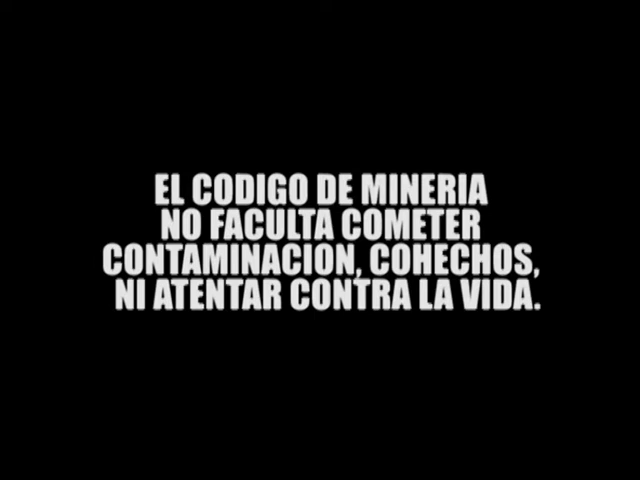 EL CODIGO DE MINERIA
NO FACULTA COMETER
CONTAMINACION, COHECHOS,
NI ATENTAR CONTRA LA VIDA.